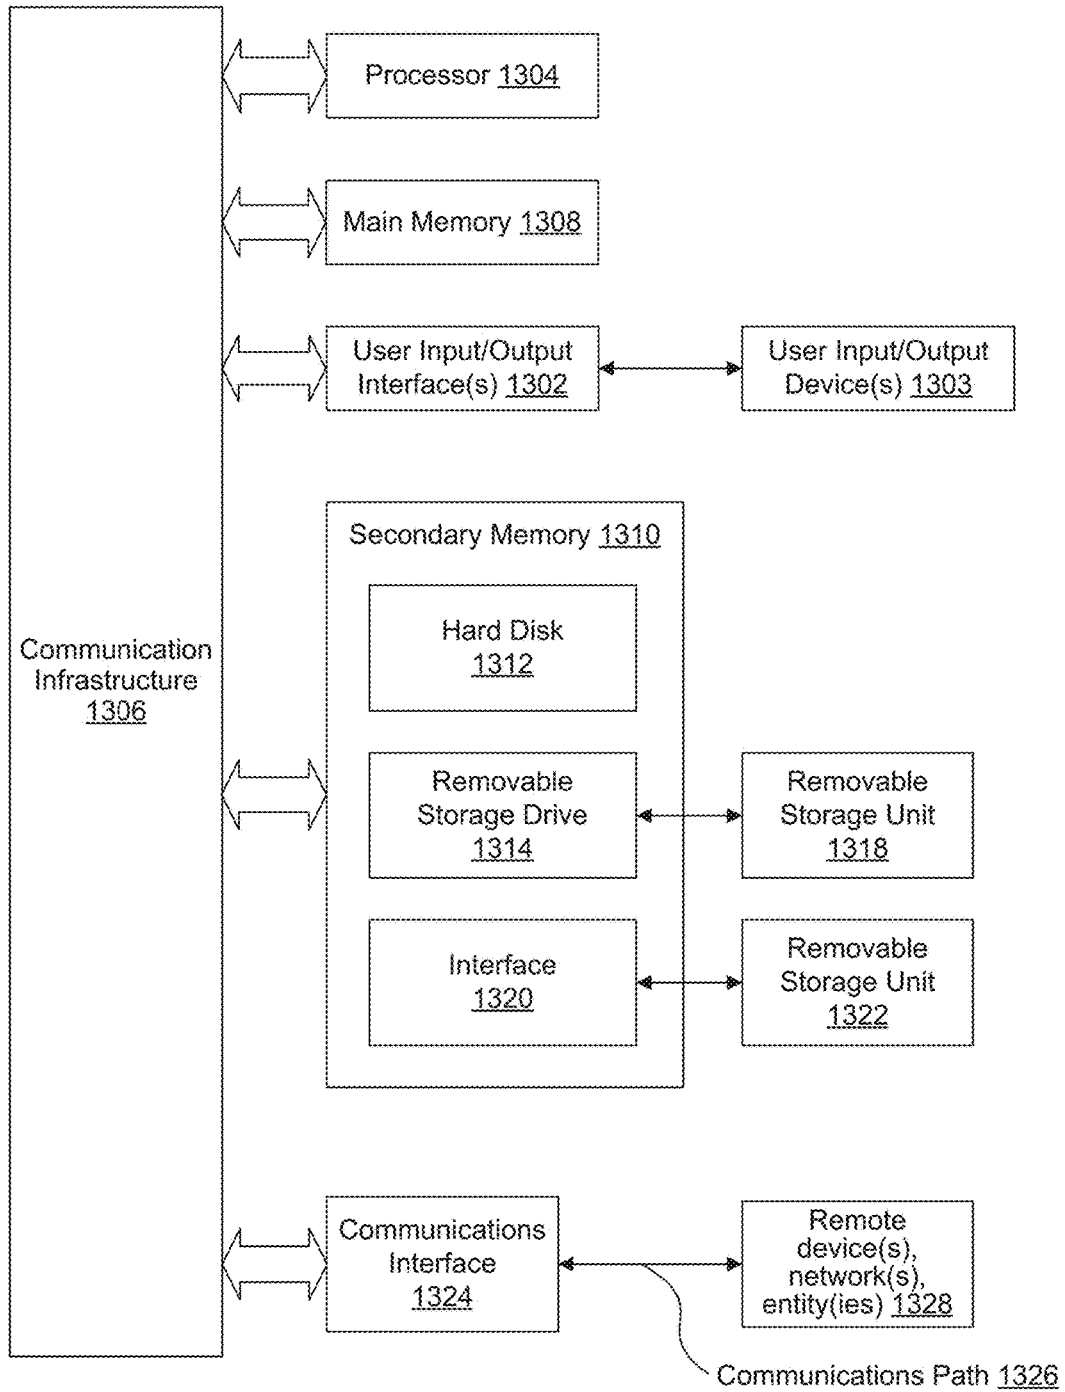 Processor 1304
Main Memory 1308
User Input/Output
Interface(s) 1302
User Input/Output
Device(s) 1303
Secondary Memory 1310
Hard Disk
1312
Communication
Infrastructure
1306
Removable
Storage Drive
1314
Removable
Storage Unit
1318
Interface
1320
Removable
Storage Unit
1322
Communications
Interface
1324
Remote
device(s),
network(s),
entity(ies) 1328
Communications Path 1326